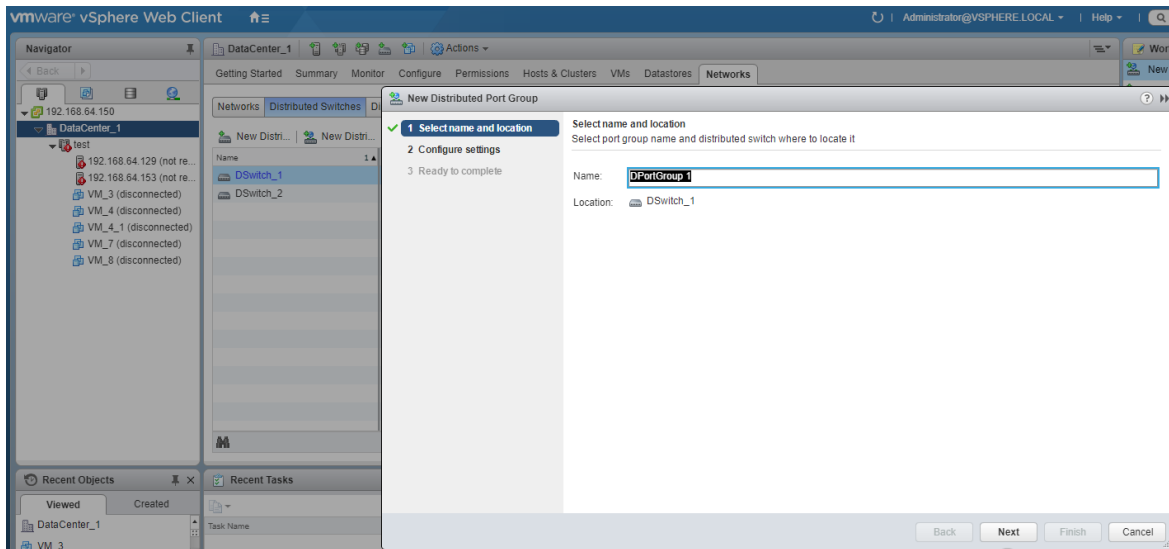 vmware® vSphere Web Client
Administrator@VSPHERE.LOCAL | Help
Navigator
DataCenter_1 Actions
Back
Getting Started Summary Monitor Configure Permissions Hosts & Clusters VMs Datastores Networks
New
192.168.64.150
DataCenter_1
test
192.168.64.129 (not re...
192.168.64.153 (not re...
VM_3 (disconnected)
VM_4 (disconnected)
VM_4_1 (disconnected)
VM_7 (disconnected)
VM_8 (disconnected)
Networks Distributed Switches
New Distri... New Distri...
Name 1
DSwitch_1
DSwitch_2
New Distributed Port Group
1 Select name and location
2 Configure settings
3 Ready to complete
Select name and location
Select port group name and distributed switch where to locate it
Name: DPortGroup 1
Location: DSwitch_1
Recent Objects
Viewed Created
DataCenter_1
VM_3
Recent Tasks
Task Name
Back Next Finish Cancel